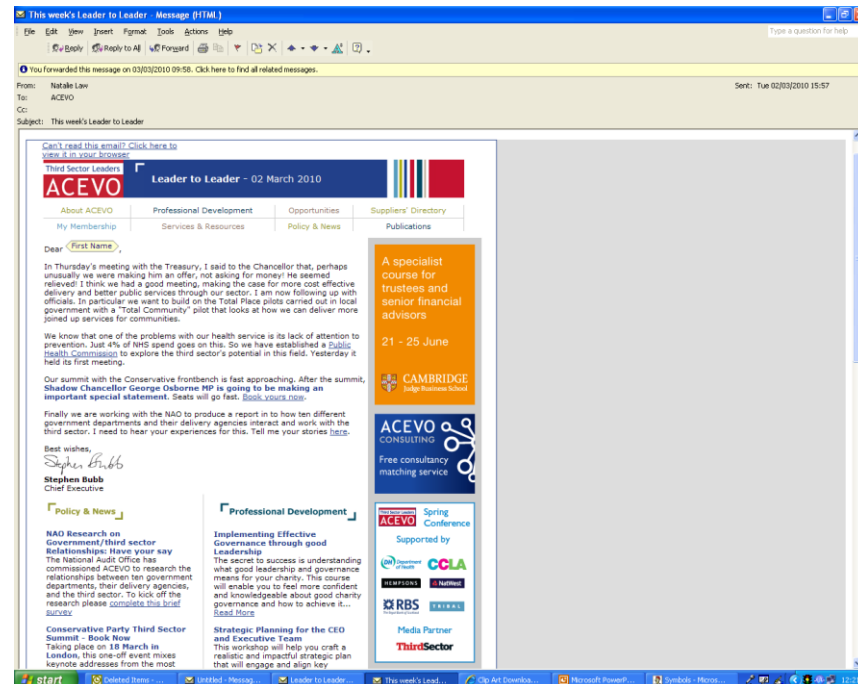 This week's Leader to Leader - Message (HTML)
File Edit View Insert Format Tools Actions Help
Type a question for help
Reply Reply to All Forward
You forwarded this message on 03/03/2010 09:58. Click here to find all related messages.
From: Natalie Law
Sent: Tue 02/03/2010 15:57
To: ACEVO
Cc:
Subject: This week's Leader to Leader
Can't read this email? Click here to
view it in your browser
Third Sector Leaders
ACEVO
Leader to Leader - 02 March 2010
About ACEVO Professional Development Opportunities Suppliers' Directory
My Membership Services & Resources Policy & News Publications
Dear First Name,
In Thursday's meeting with the Treasury, I said to the Chancellor that, perhaps
unusually we were making him an offer, not asking for money! He seemed
relieved! I think we had a good meeting, making the case for more cost effective
delivery and better public services through our sector. I am now following up with
officials. In particular we want to build on the Total Place pilots carried out in local
government with a "Total Community" pilot that looks at how we can deliver more
joined up services for communities.
We know that one of the problems with our health service is its lack of attention to
prevention. Just 4% of NHS spend goes on this. So we have established a Public
Health Commission to explore the third sector's potential in this field. Yesterday it
held its first meeting.
Our summit with the Conservative frontbench is fast approaching. After the summit,
Shadow Chancellor George Osborne MP is going to be making an
important special statement. Seats will go fast. Book yours now.
Finally we are working with the NAO to produce a report in to how ten different
government departments and their delivery agencies interact and work with the
third sector. I need to hear your experiences for this. Tell me your stories here.
Best wishes,
Stephen Bubb
Stephen Bubb
Chief Executive
Policy & News
NAO Research on
Government/third sector
Relationships: Have your say
The National Audit Office has
commissioned ACEVO to research the
relationships between ten government
departments, their delivery agencies,
and the third sector. To kick off the
research please complete this brief
survey
Conservative Party Third Sector
Summit - Book Now
Taking place on 18 March in
London, this one-off event mixes
keynote addresses from the most
Professional Development
Implementing Effective
Governance through good
Leadership
The secret to success is understanding
what good leadership and governance
means for your charity. This course
will enable you to feel more confident
and knowledgeable about good charity
governance and how to achieve it...
Read More
Strategic Planning for the CEO
and Executive Team
This workshop will help you craft a
realistic and impactful strategic plan
that will engage and align key
A specialist
course for
trustees and
senior financial
advisors
21 - 25 June
CAMBRIDGE
Judge Business School
ACEVO
CONSULTING
Free consultancy
matching service
Third Sector Leaders
ACEVO
Spring
Conference
Supported by
DH Department
of Health
CCLA
HEMPSONS
NatWest
RBS
TRIBAL
Media Partner
ThirdSector
start
Deleted Items - ...
Untitled - Messag...
Leader to Leader...
This week's Lead...
Clip Art Downloa...
Microsoft PowerP...
Symbols - Micros...